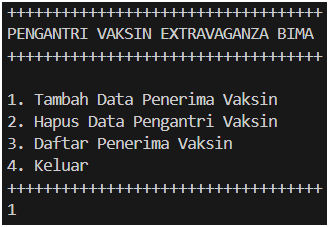 +++++++++++++++++++++++++++++++++++
PENGANTRI VAKSIN EXTRAVAGANZA BIMA
+++++++++++++++++++++++++++++++++++
1. Tambah Data Penerima Vaksin
2. Hapus Data Pengantri Vaksin
3. Daftar Penerima Vaksin
4. Keluar
+++++++++++++++++++++++++++++++++++
1